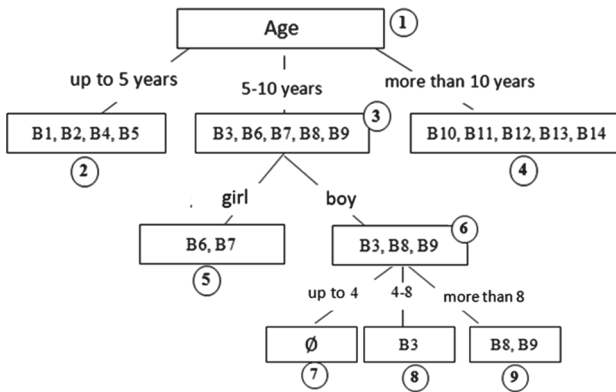 Age
1
up to 5 years
5-10 years
more than 10 years
B1, B2, B4, B5
B3, B6, B7, B8, B9
3
B10, B11, B12, B13, B14
2
4
girl
boy
B6, B7
B3, B8, B9
6
5
up to 4
4-8
more than 8
Ø
B3
B8, B9
7
8
9